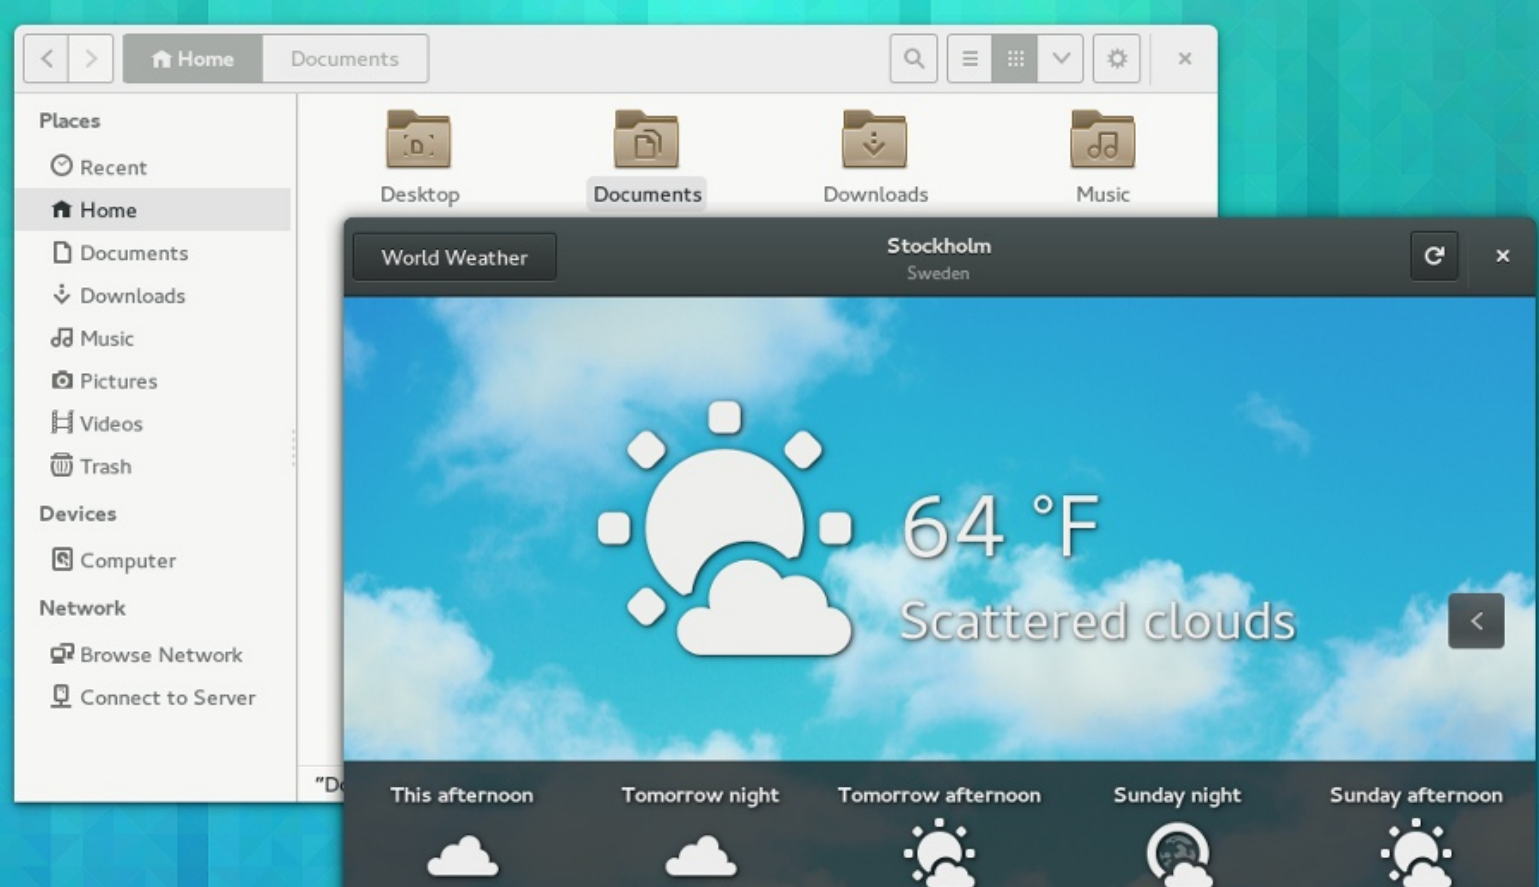 Home
Documents
Places
Recent
Home
Documents
Downloads
Music
Pictures
Videos
Trash
Devices
Computer
Network
Browse Network
Connect to Server
Desktop
Documents
Downloads
Music
"Do
World Weather
Stockholm
Sweden
64 °F
Scattered clouds
This afternoon
Tomorrow night
Tomorrow afternoon
Sunday night
Sunday afternoon